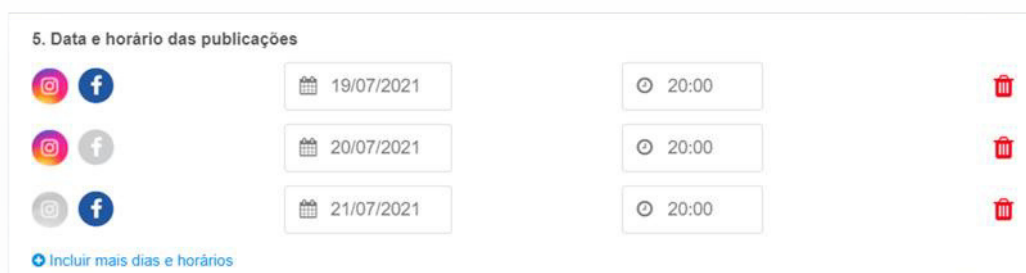 5. Data e horário das publicações
19/07/2021 20:00
20/07/2021 20:00
21/07/2021 20:00
Incluir mais dias e horários